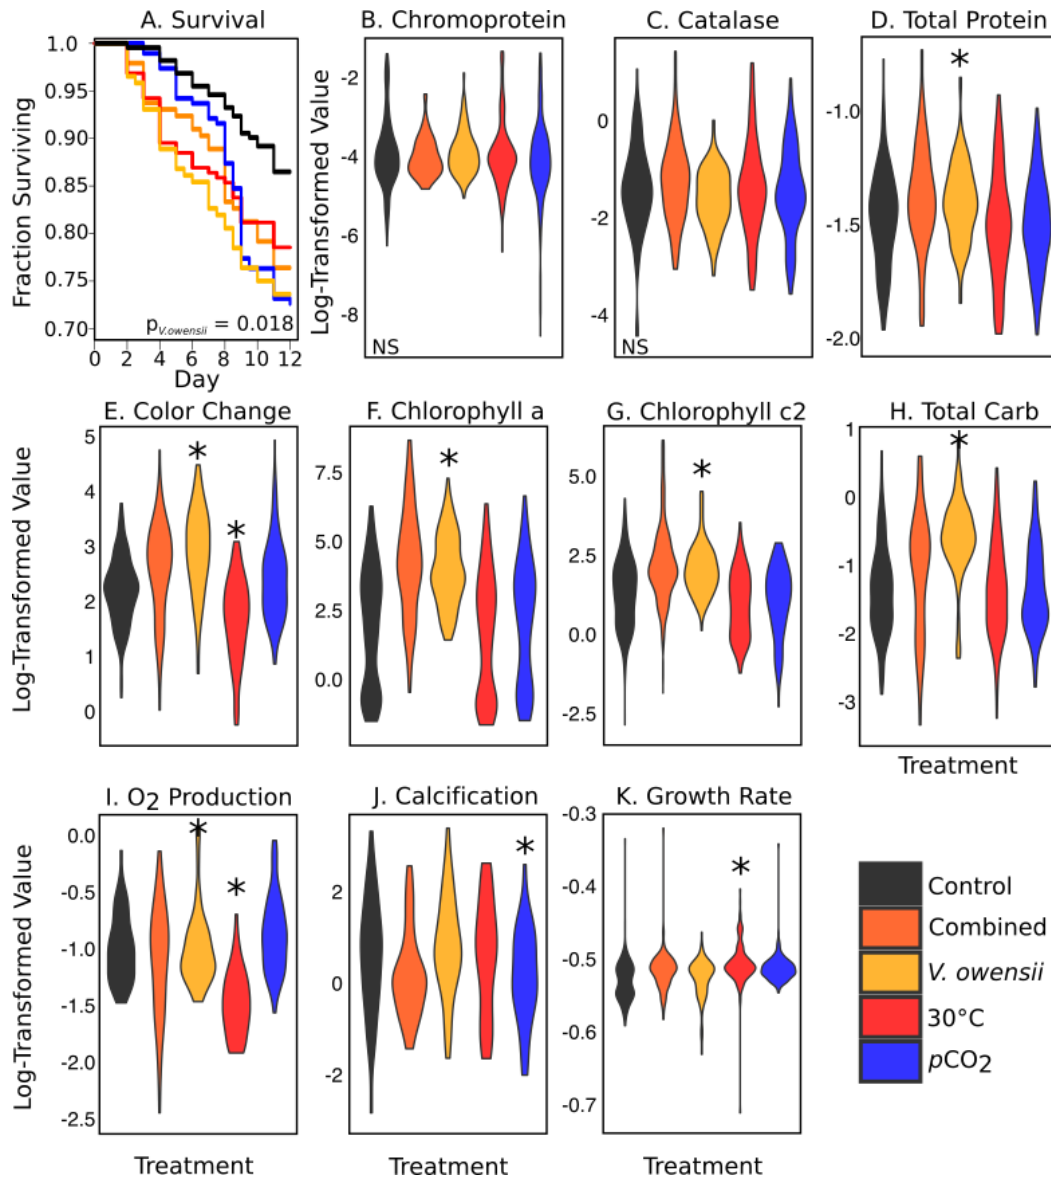 A. Survival
B. Chromoprotein
C. Catalase
D. Total Protein
Fraction Surviving
1.0
0.95
0.90
0.85
0.80
0.75
0.70
0 2 4 6 8 10 12
Day
pV.owensii = 0.018
Log-Transformed Value
-2
-4
-6
-8
NS
0
-2
-4
NS
*
-1.0
-1.5
-2.0
E. Color Change
F. Chlorophyll a
G. Chlorophyll c2
H. Total Carb
Log-Transformed Value
5
4
3
2
1
0
*
*
7.5
5.0
2.5
0.0
*
5.0
2.5
0.0
-2.5
*
1
0
-1
-2
-3
*
Treatment
I. O2 Production
J. Calcification
K. Growth Rate
Log-Transformed Value
0.0
-0.5
-1.0
-1.5
-2.0
-2.5
*
*
Treatment
2
0
-2
*
Treatment
-0.3
-0.4
-0.5
-0.6
-0.7
*
Treatment
Control
Combined
V. owensii
30°C
pCO2